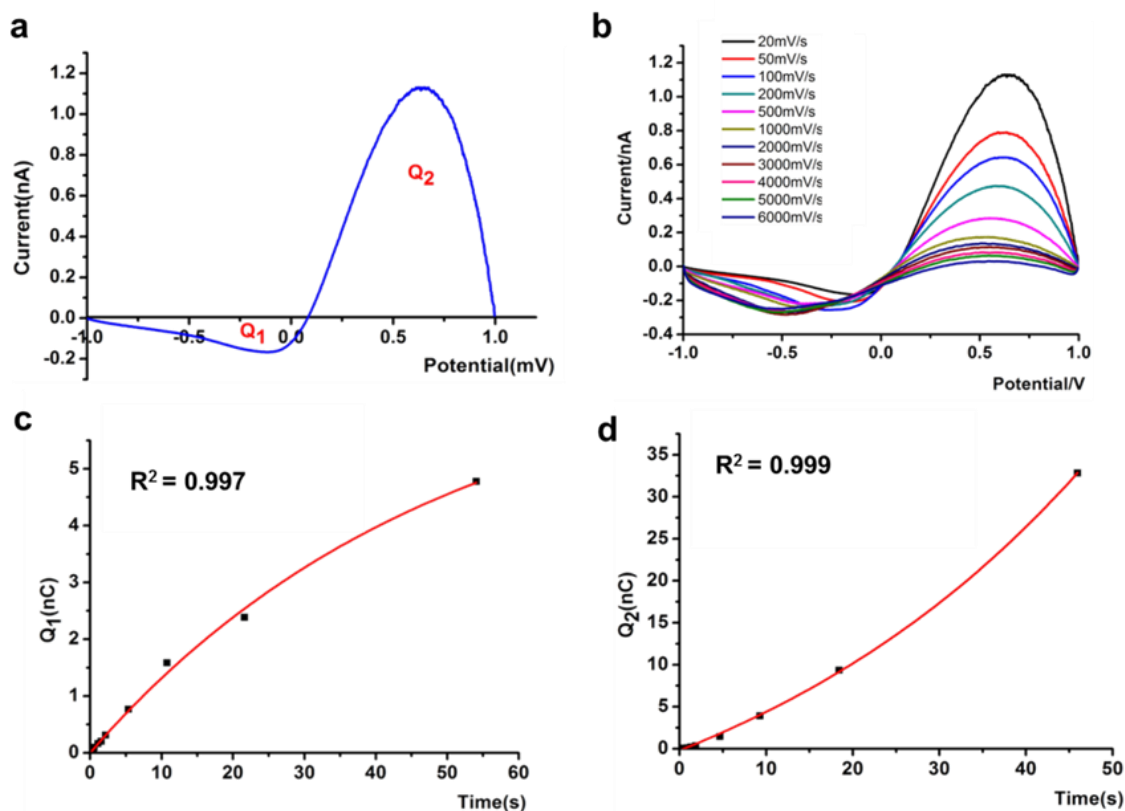 a
Current(nA)
1.2
1.0
0.8
0.6
0.4
0.2
0.0
-0.2
-1.0
-0.5
0.0
0.5
1.0
Q2
Q1
Potential(mV)
b
Current/nA
1.2
1.0
0.8
0.6
0.4
0.2
0.0
-0.2
-0.4
-1.0
-0.5
0.0
0.5
1.0
Potential/V
20mV/s
50mV/s
100mV/s
200mV/s
500mV/s
1000mV/s
2000mV/s
3000mV/s
4000mV/s
5000mV/s
6000mV/s
c
R² = 0.997
Q1(nC)
5
4
3
2
1
0
0
10
20
30
40
50
60
Time(s)
d
R² = 0.999
Q2(nC)
35
30
25
20
15
10
5
0
0
10
20
30
40
50
Time(s)